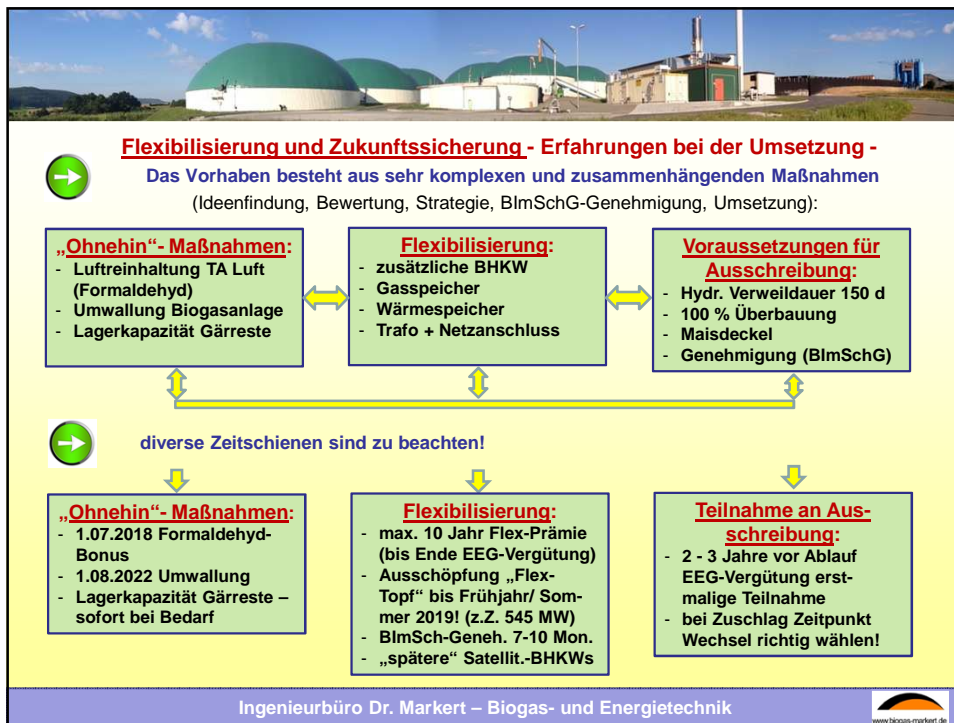 Flexibilisierung und Zukunftssicherung - Erfahrungen bei der Umsetzung -
Das Vorhaben besteht aus sehr komplexen und zusammenhängenden Maßnahmen
(Ideenfindung, Bewertung, Strategie, BImSchG-Genehmigung, Umsetzung):
„Ohnehin“- Maßnahmen:
- Luftreinhaltung TA Luft
(Formaldehyd)
- Umwallung Biogasanlage
- Lagerkapazität Gärreste
Flexibilisierung:
- zusätzliche BHKW
- Gasspeicher
- Wärmespeicher
- Trafo + Netzanschluss
Voraussetzungen für
Ausschreibung:
- Hydr. Verweildauer 150 d
- 100 % Überbauung
- Maisdeckel
- Genehmigung (BImSchG)
diverse Zeitschienen sind zu beachten!
„Ohnehin“- Maßnahmen:
- 1.07.2018 Formaldehyd-
Bonus
- 1.08.2022 Umwallung
- Lagerkapazität Gärreste –
sofort bei Bedarf
Flexibilisierung:
- max. 10 Jahr Flex-Prämie
(bis Ende EEG-Vergütung)
- Ausschöpfung „Flex-
Topf“ bis Frühjahr/ Som-
mer 2019! (z.Z. 545 MW)
- BImSch-Geneh. 7-10 Mon.
- „spätere“ Satellit.-BHKWs
Teilnahme an Aus-
schreibung:
- 2 - 3 Jahre vor Ablauf
EEG-Vergütung erst-
malige Teilnahme
- bei Zuschlag Zeitpunkt
Wechsel richtig wählen!
Ingenieurbüro Dr. Markert – Biogas- und Energietechnik
www.biogas-markert.de